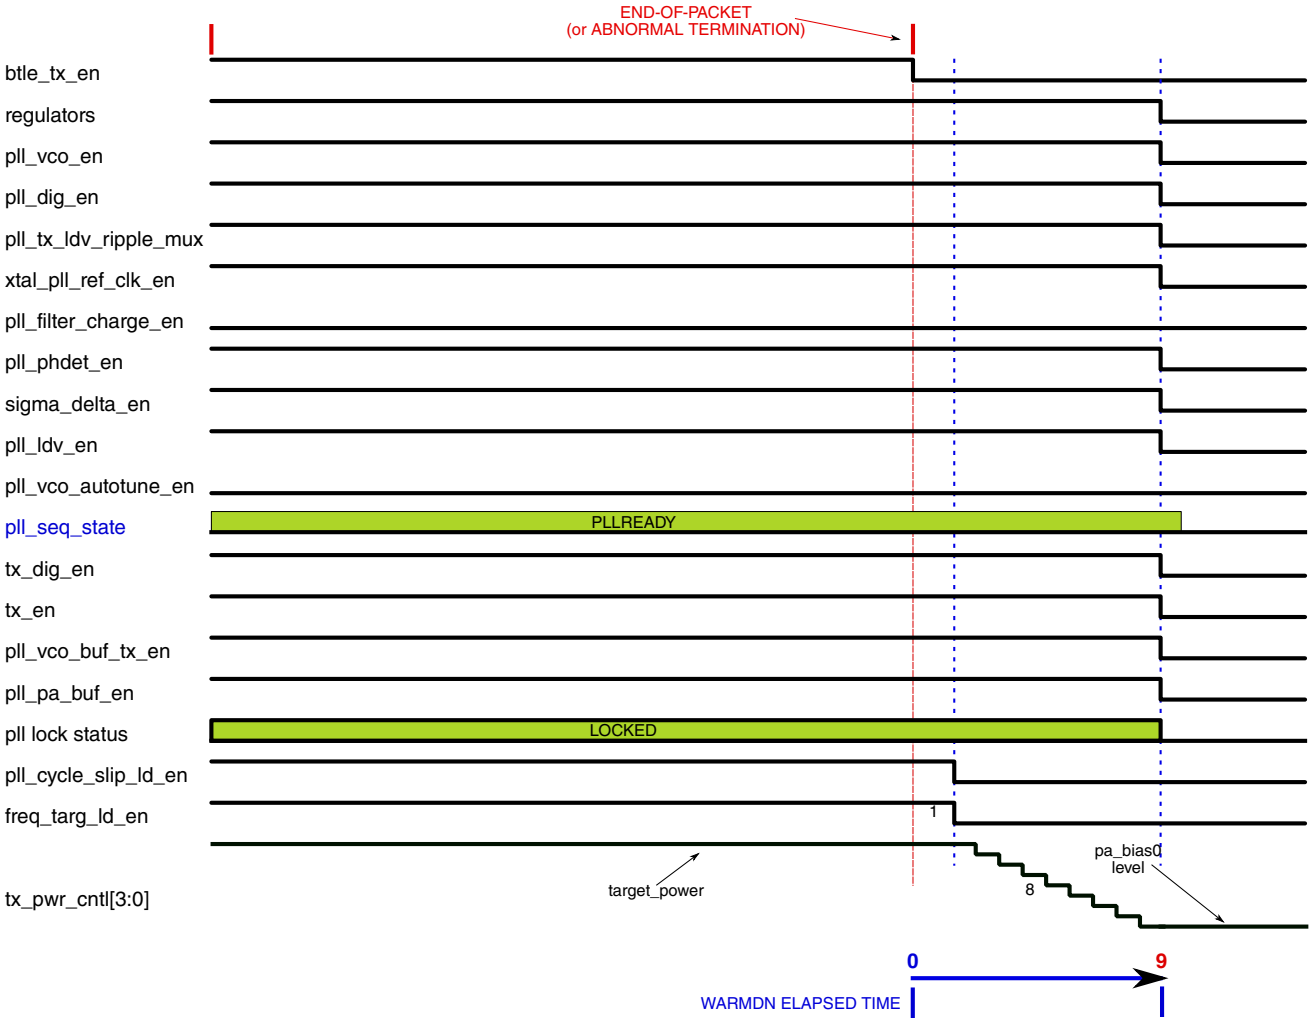 END-OF-PACKET
(or ABNORMAL TERMINATION)
btle_tx_en
regulators
pll_vco_en
pll_dig_en
pll_tx_ldv_ripple_mux
xtal_pll_ref_clk_en
pll_filter_charge_en
pll_phdet_en
sigma_delta_en
pll_ldv_en
pll_vco_autotune_en
pll_seq_state
PLLREADY
tx_dig_en
tx_en
pll_vco_buf_tx_en
pll_pa_buf_en
pll lock status
LOCKED
pll_cycle_slip_ld_en
freq_targ_ld_en
1
pa_bias0
level
target_power
8
tx_pwr_cntl[3:0]
0
9
WARMDN ELAPSED TIME